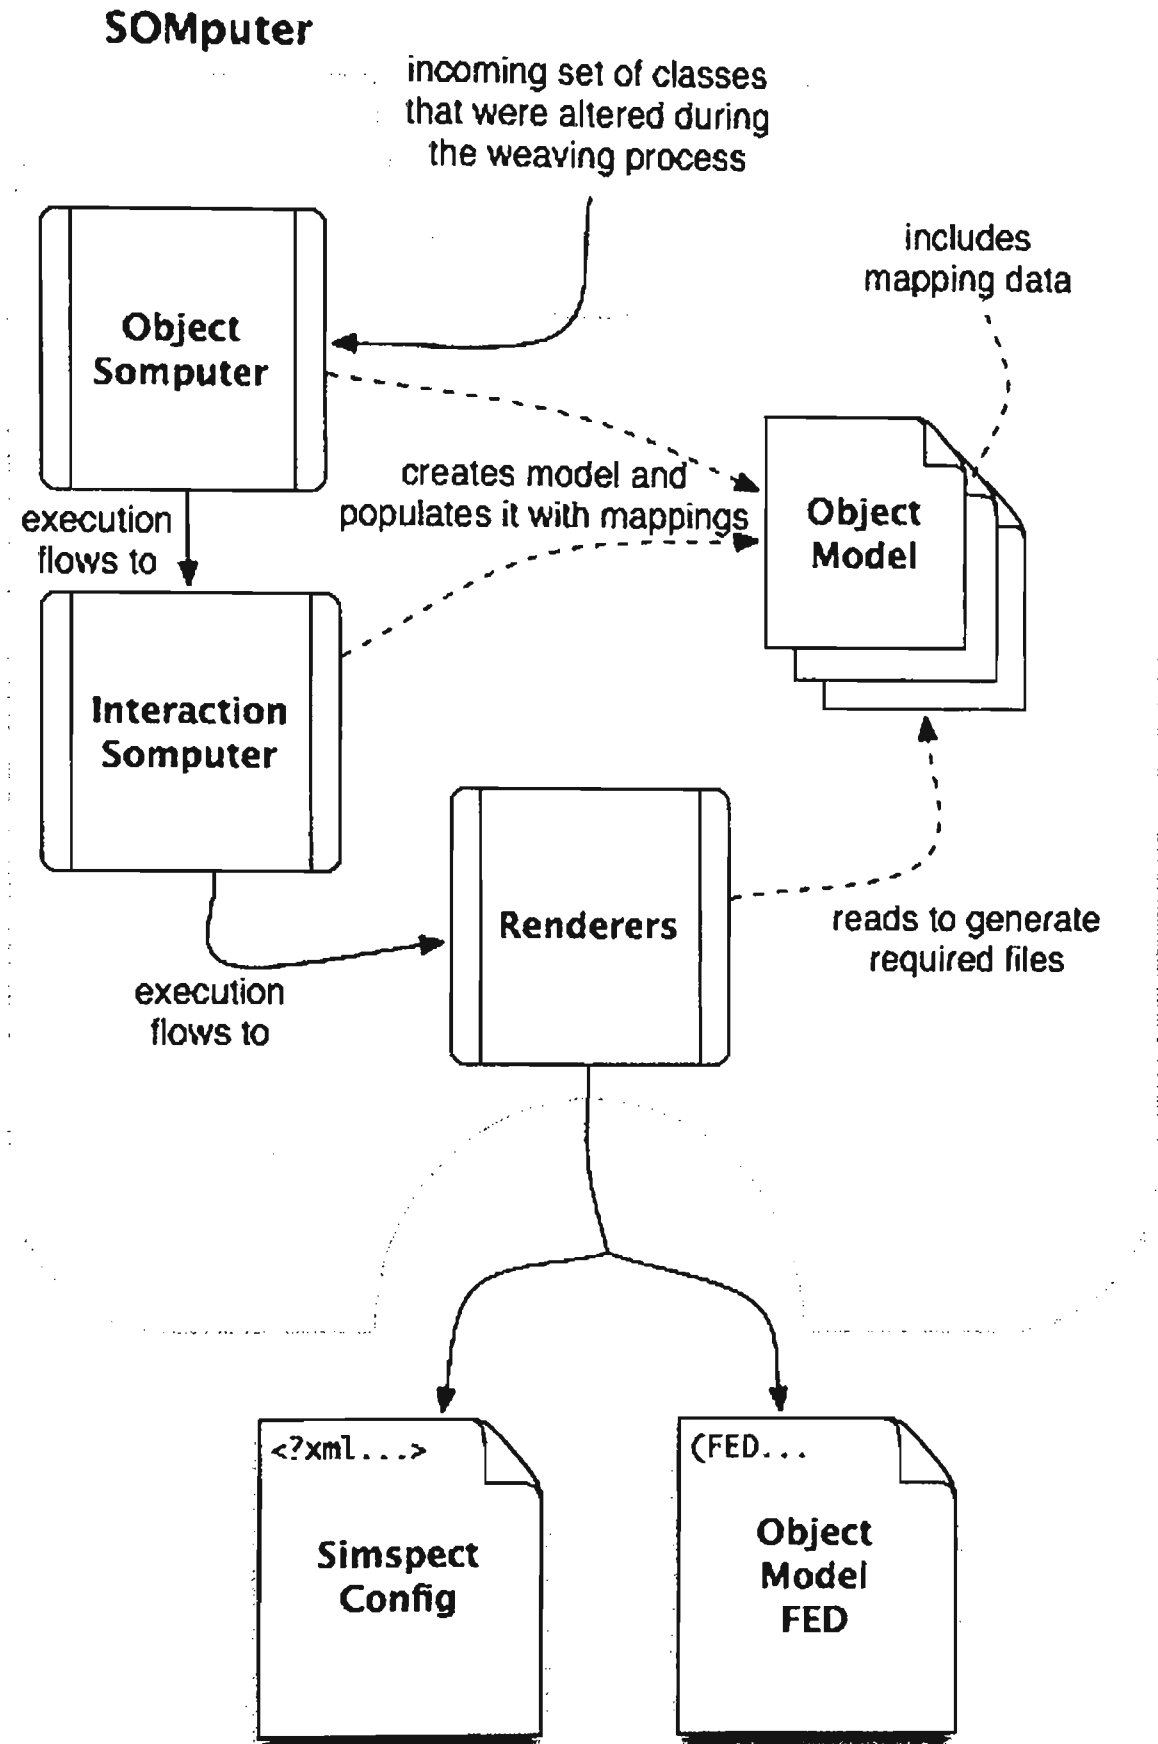 SOMputer
incoming set of classes
that were altered during
the weaving process
includes
mapping data
Object
Somputer
creates model and
populates it with mappings
Object
Model
execution
flows to
Interaction
Somputer
Renderers
reads to generate
required files
execution
flows to
<?xml...>
Simspect
Config
(FED...
Object
Model
FED